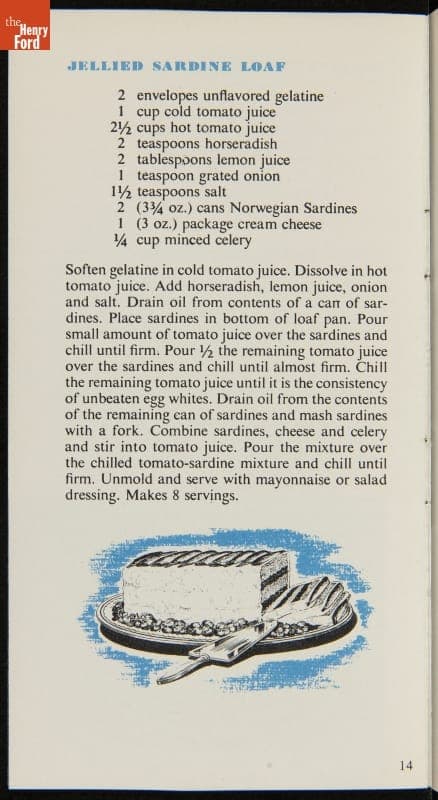 the
Henry
Ford
JELLIED SARDINE LOAF
2 envelopes unflavored gelatine
1 cup cold tomato juice
2½ cups hot tomato juice
2 teaspoons horseradish
2 tablespoons lemon juice
1 teaspoon grated onion
1½ teaspoons salt
2 (3¾ oz.) cans Norwegian Sardines
1 (3 oz.) package cream cheese
¼ cup minced celery
Soften gelatine in cold tomato juice. Dissolve in hot
tomato juice. Add horseradish, lemon juice, onion
and salt. Drain oil from contents of a can of sar-
dines. Place sardines in bottom of loaf pan. Pour
small amount of tomato juice over the sardines and
chill until firm. Pour ½ the remaining tomato juice
over the sardines and chill until almost firm. Chill
the remaining tomato juice until it is the consistency
of unbeaten egg whites. Drain oil from the contents
of the remaining can of sardines and mash sardines
with a fork. Combine sardines, cheese and celery
and stir into tomato juice. Pour the mixture over
the chilled tomato-sardine mixture and chill until
firm. Unmold and serve with mayonnaise or salad
dressing. Makes 8 servings.
14